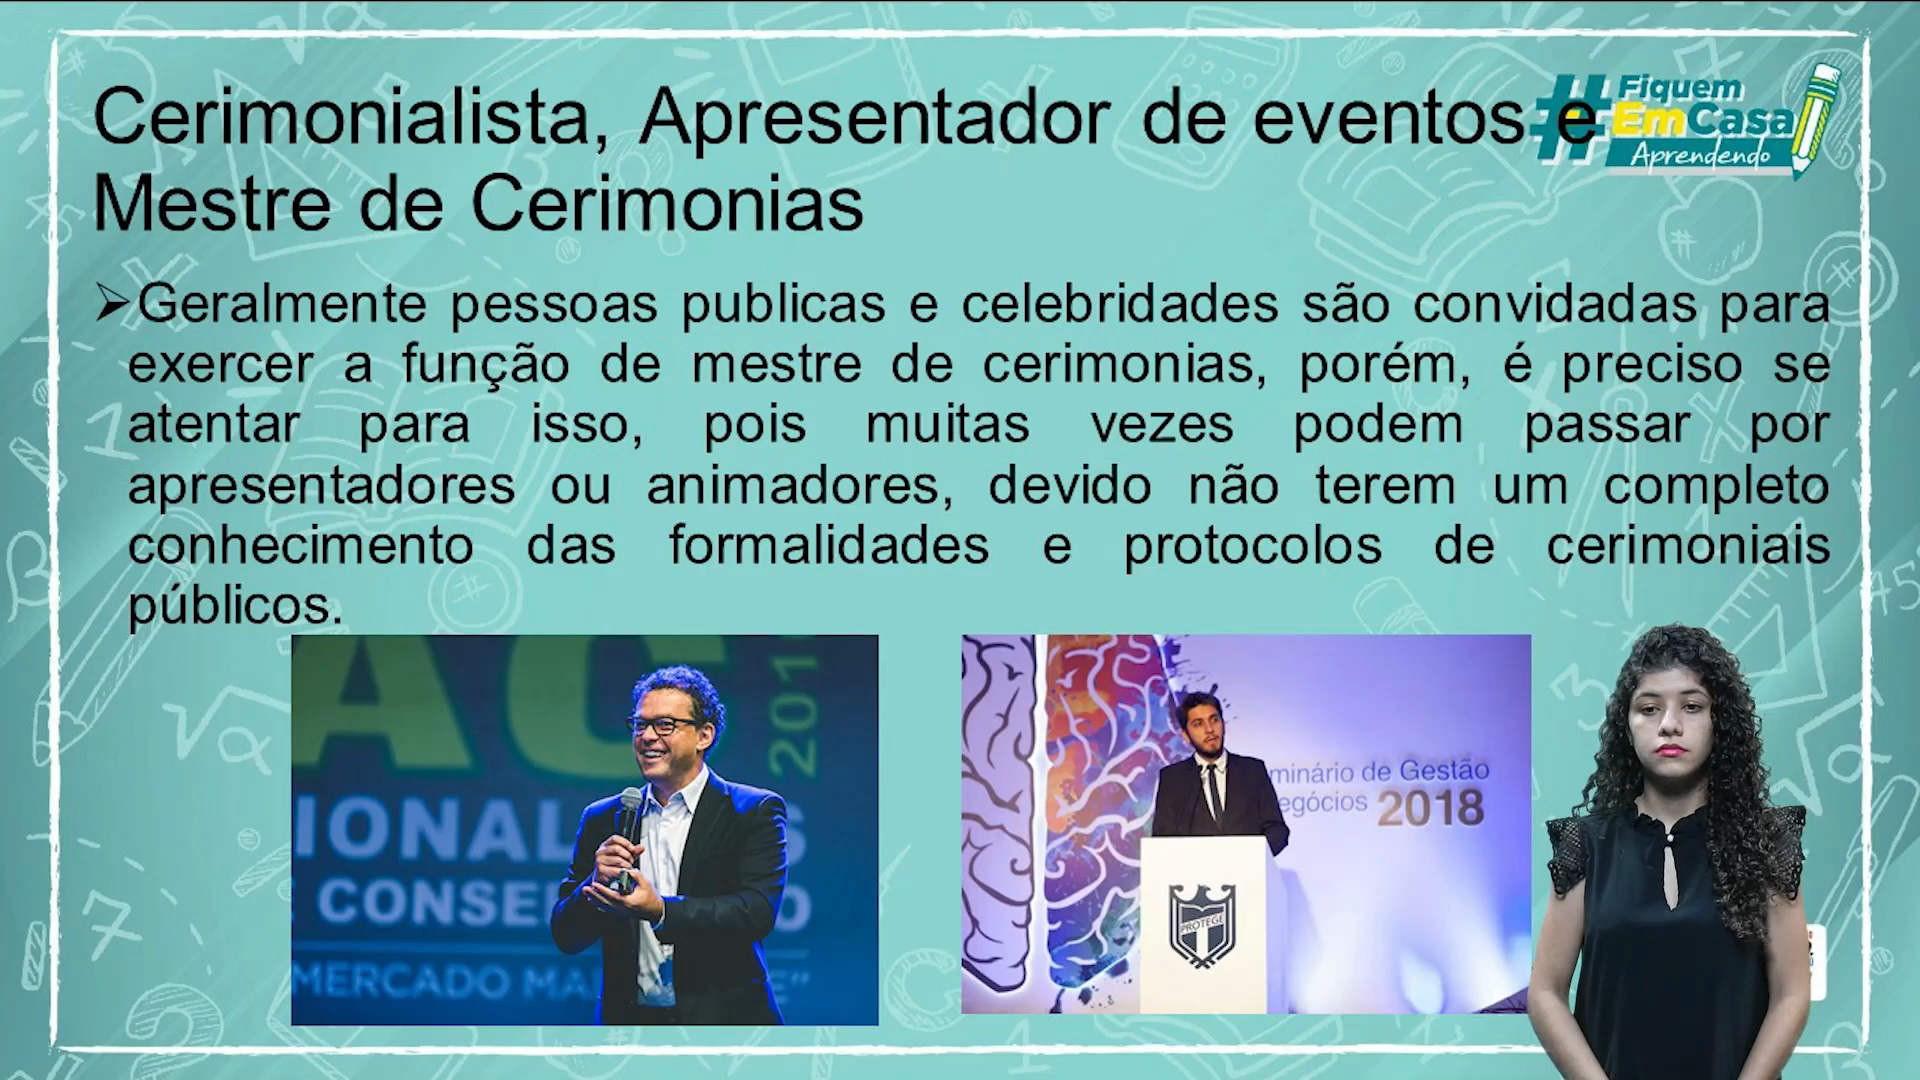 Cerimonialista, Apresentador de eventos e
Mestre de Cerimonias
#Fiquem
EmCasa
Aprendendo
➢Geralmente pessoas publicas e celebridades são convidadas para
exercer a função de mestre de cerimonias, porém, é preciso se
atentar para isso, pois muitas vezes podem passar por
apresentadores ou animadores, devido não terem um completo
conhecimento das formalidades e protocolos de cerimoniais
públicos.
AC
201
IONAL
CONSE
MERCADO MA
minário de Gestão
egócios 2018
PROTEGE